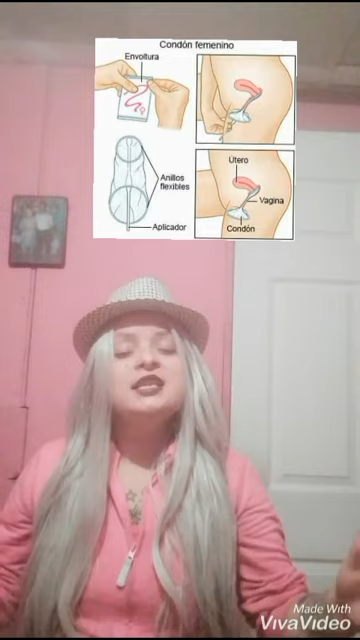 Condón femenino
Envoltura
Anillos
flexibles
Aplicador
Útero
Vagina
Condón
Made With
VivaVideo